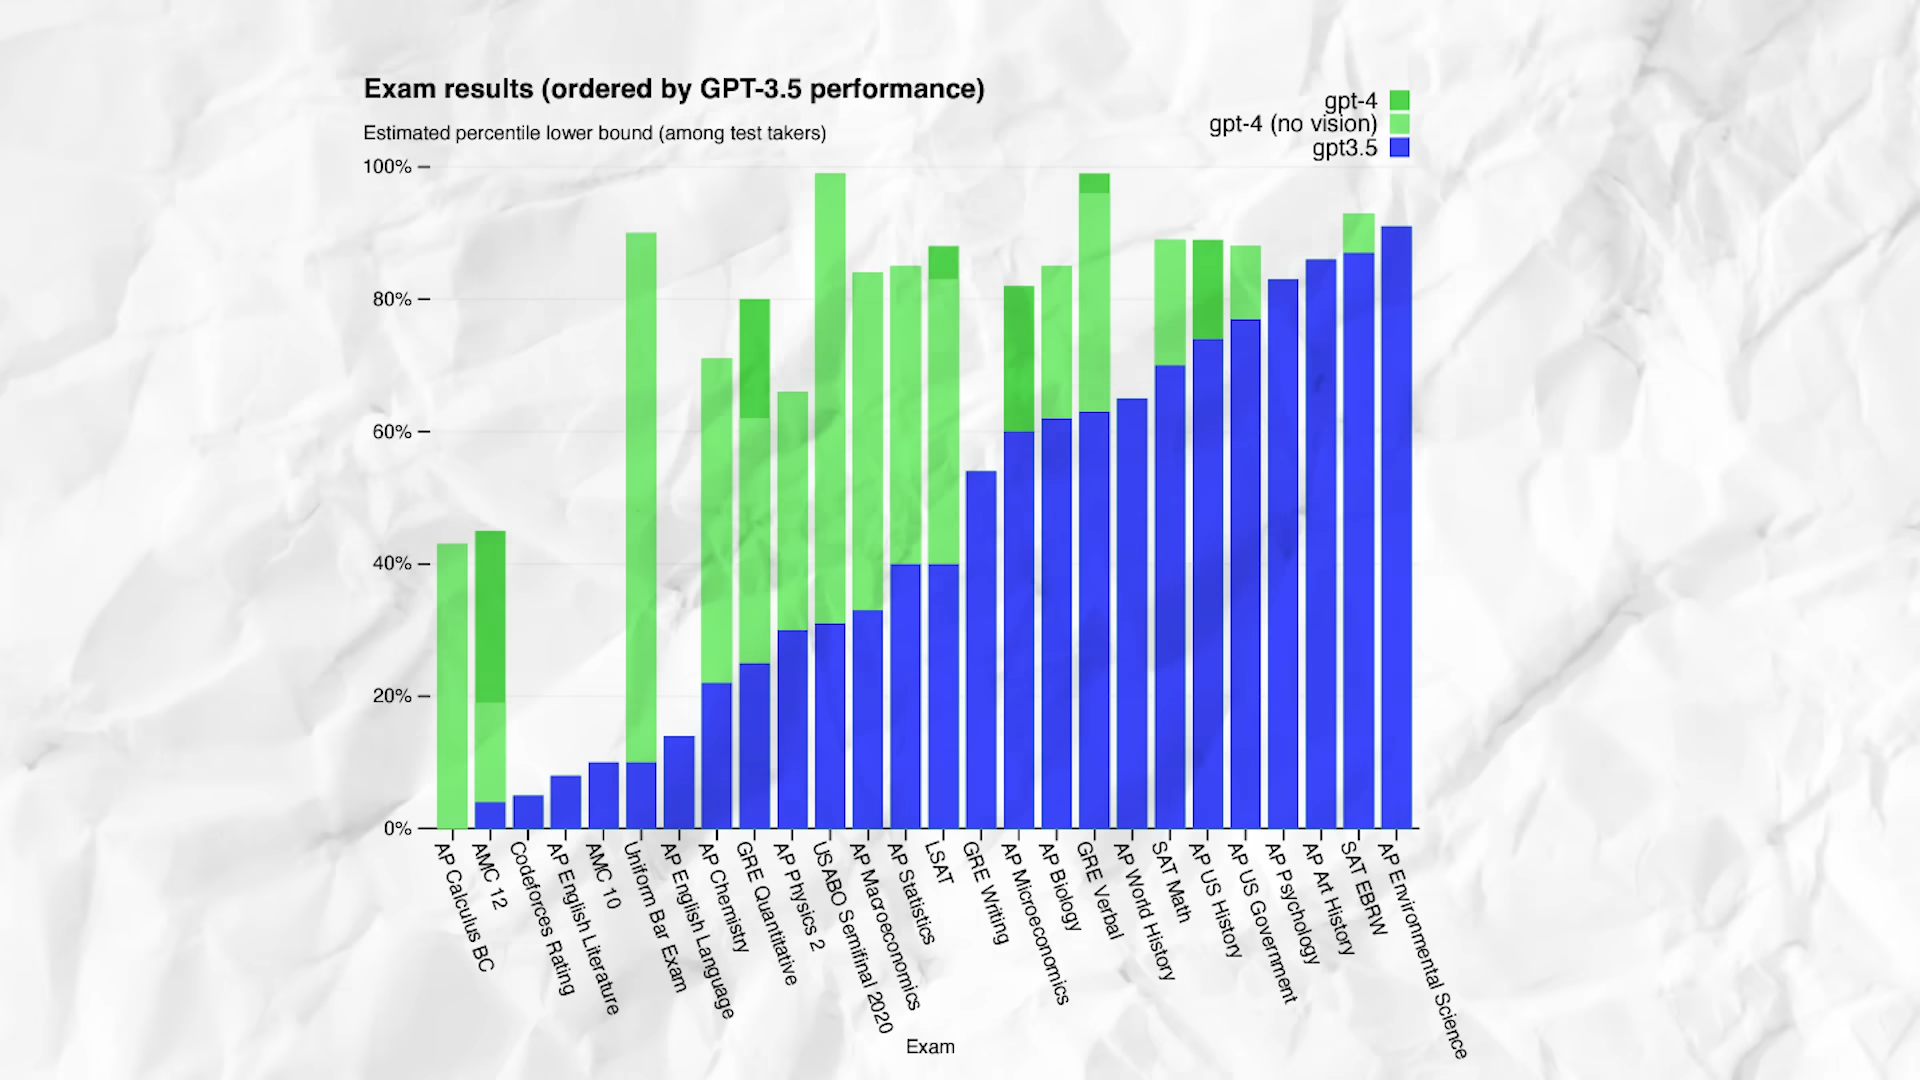 Exam results (ordered by GPT-3.5 performance)
Estimated percentile lower bound (among test takers)
gpt-4
gpt-4 (no vision)
gpt3.5
100%
80%
60%
40%
20%
0%
AP Calculus BC
AMC 12
Codeforces Rating
AP English Literature
AMC 10
Uniform Bar Exam
AP English Language
AP Chemistry
GRE Quantitative
AP Physics 2
USABO Semifinal 2020
AP Macroeconomics
AP Statistics
LSAT
GRE Writing
AP Microeconomics
AP Biology
GRE Verbal
AP World History
SAT Math
AP US History
AP US Government
AP Psychology
AP Art History
SAT EBRW
AP Environmental Science
Exam